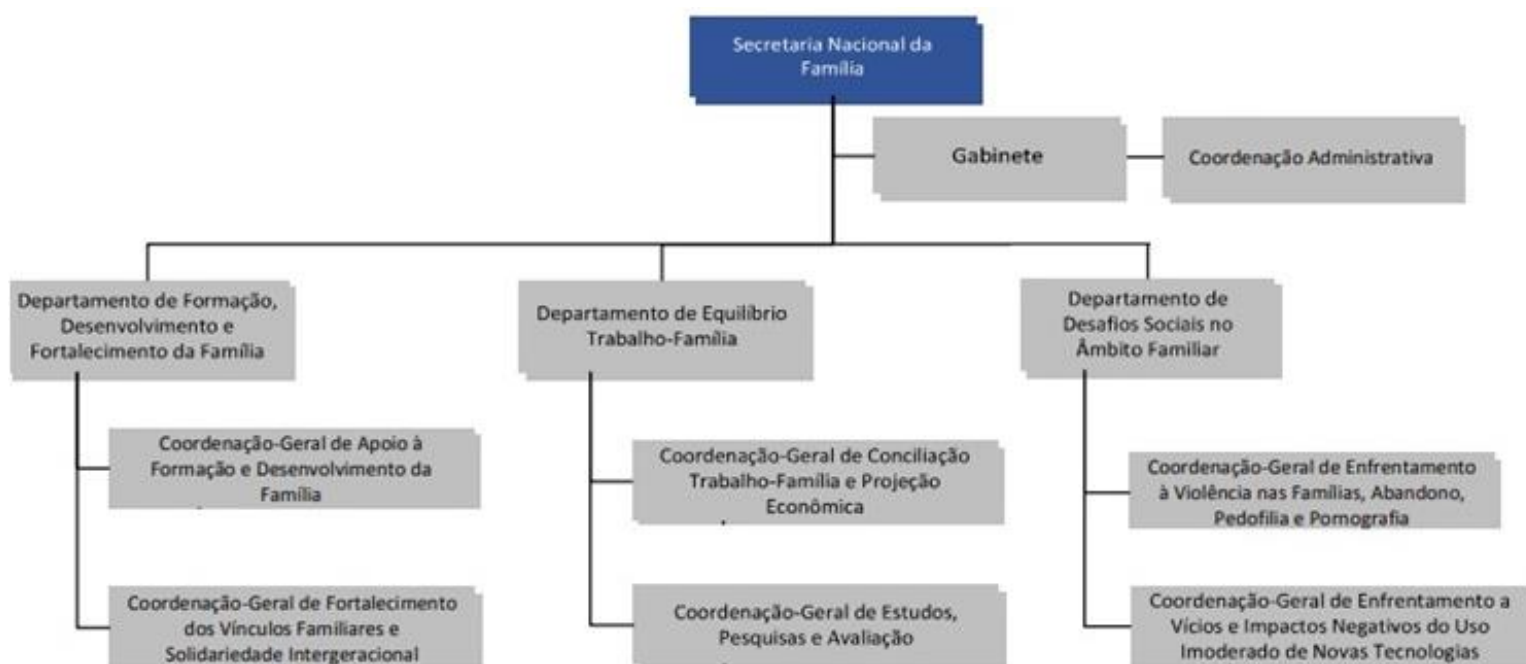 Secretaria Nacional da
Família
Gabinete
Coordenação Administrativa
Departamento de Formação,
Desenvolvimento e
Fortalecimento da Família
Departamento de Equilíbrio
Trabalho-Família
Departamento de
Desafios Sociais no
Âmbito Familiar
Coordenação-Geral de Apoio à
Formação e Desenvolvimento da
Família
Coordenação-Geral de Conciliação
Trabalho-Família e Projeção
Econômica
Coordenação-Geral de Enfrentamento
à Violência nas Famílias, Abandono,
Pedofilia e Pornografia
Coordenação-Geral de Fortalecimento
dos Vínculos Familiares e
Solidariedade Intergeracional
Coordenação-Geral de Estudos,
Pesquisas e Avaliação
Coordenação-Geral de Enfrentamento a
Vícios e Impactos Negativos do Uso
Imoderado de Novas Tecnologias